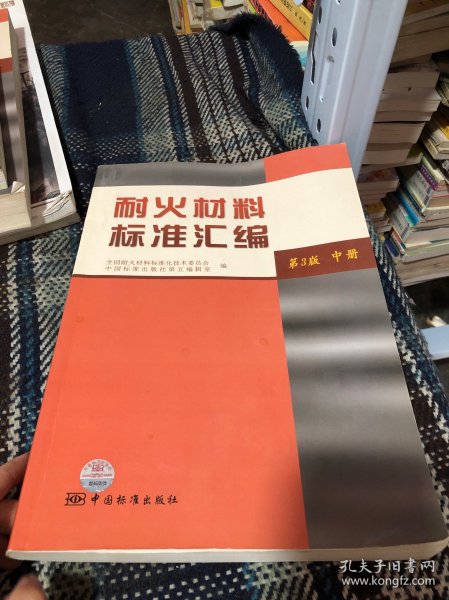 耐火材料
标准汇编
全国耐火材料标准化技术委员会
中国标准出版社第五编辑室 编
第3版 中册
中国标准出版社
孔夫子旧书网
www.kongfz.com